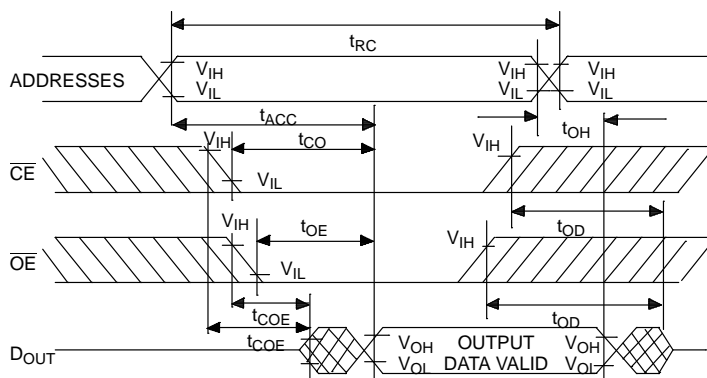 tRC
ADDRESSES
VIH
VIL
VIH
VIL
VIH
VIL
tACC
tCO
tOH
CE
VIH
VIL
VIH
tOD
OE
VIH
VIL
tOE
VIH
tOD
tCOE
tCOE
DOUT
VOH
VOL
OUTPUT
DATA VALID
VOH
VOL